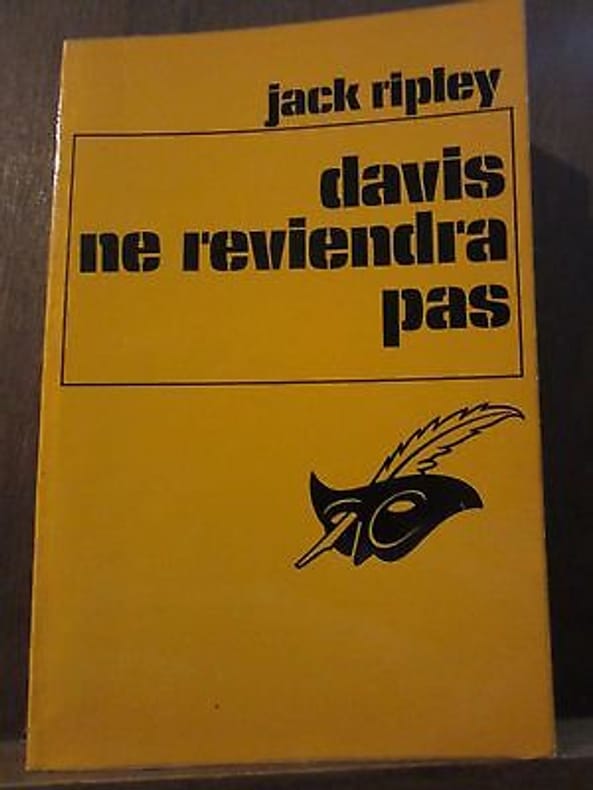 jack ripley
davis
ne reviendra
pas